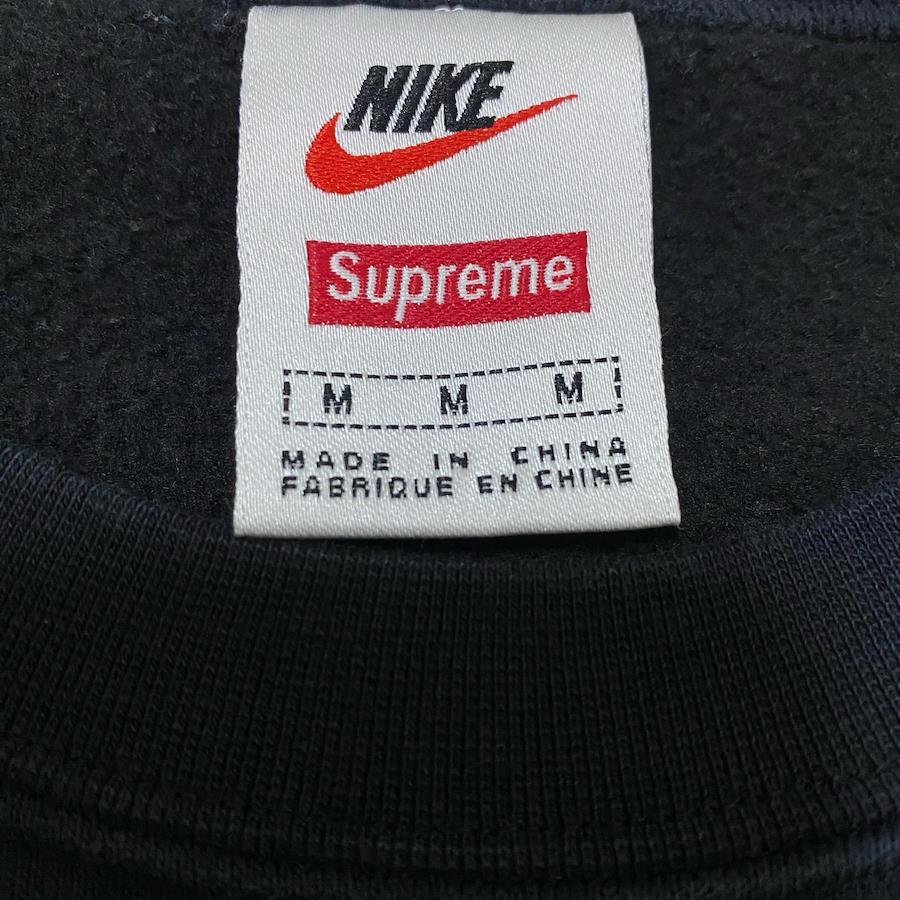 NIKE
Supreme
M M M
MADE IN CHINA
FABRIQUE EN CHINE